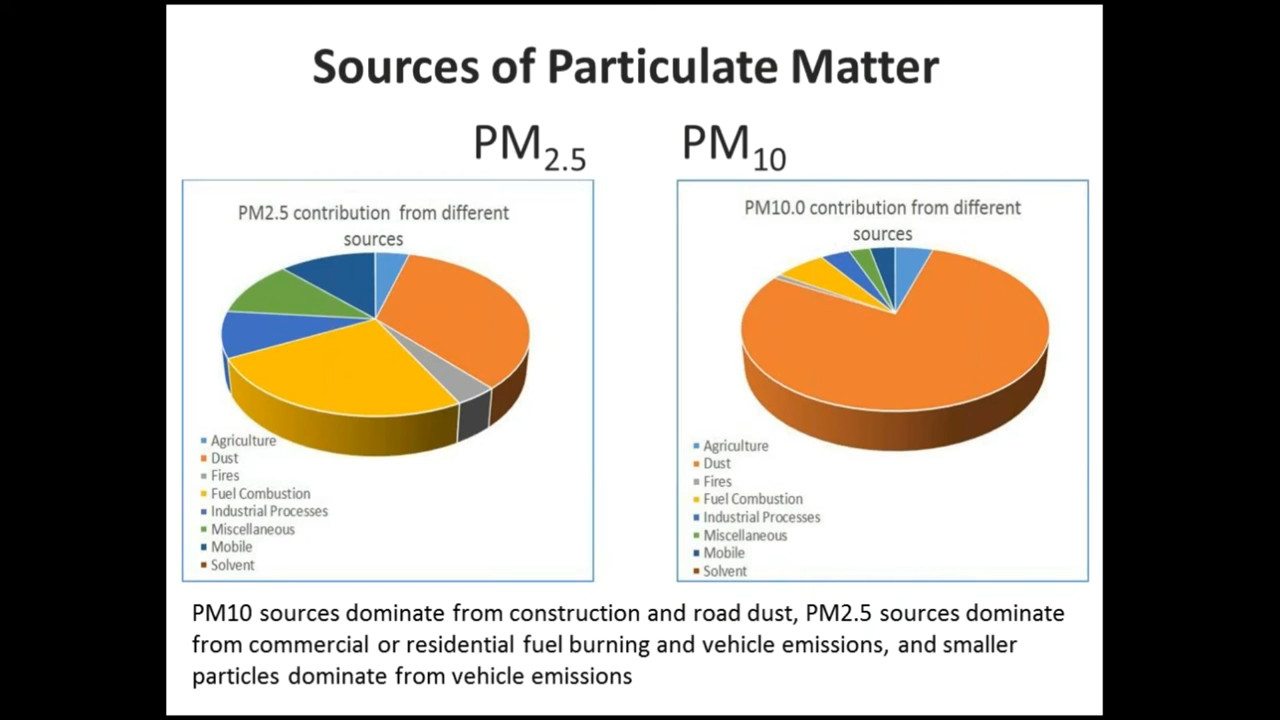 Sources of Particulate Matter
PM2.5
PM10
PM2.5 contribution from different
sources
Agriculture
Dust
Fires
Fuel Combustion
Industrial Processes
Miscellaneous
Mobile
Solvent
PM10.0 contribution from different
sources
Agriculture
Dust
Fires
Fuel Combustion
Industrial Processes
Miscellaneous
Mobile
Solvent
PM10 sources dominate from construction and road dust, PM2.5 sources dominate
from commercial or residential fuel burning and vehicle emissions, and smaller
particles dominate from vehicle emissions